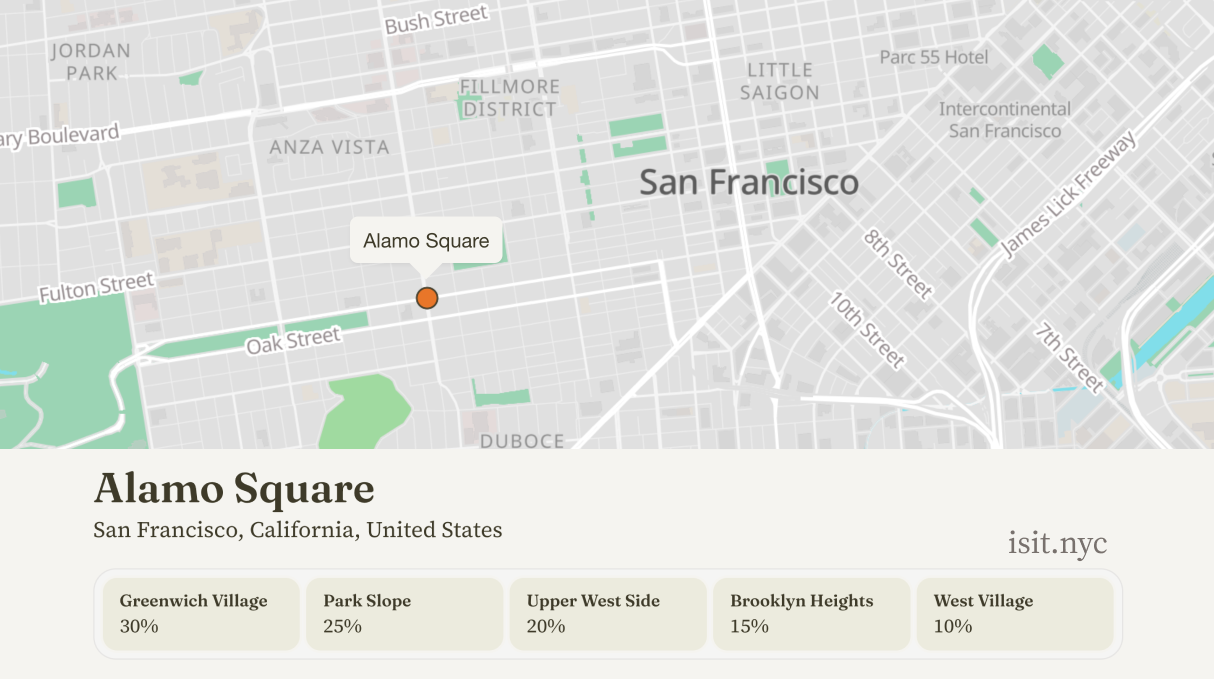 Bush Street
JORDAN
PARK
FILLMORE
DISTRICT
LITTLE
SAIGON
Parc 55 Hotel
Intercontinental
San Francisco
ary Boulevard
ANZA VISTA
San Francisco
James Lick Freeway
Alamo Square
8th Street
Fulton Street
10th Street
Oak Street
7th Street
DUBOCE
Alamo Square
San Francisco, California, United States
isit.nyc
Greenwich Village
30%
Park Slope
25%
Upper West Side
20%
Brooklyn Heights
15%
West Village
10%